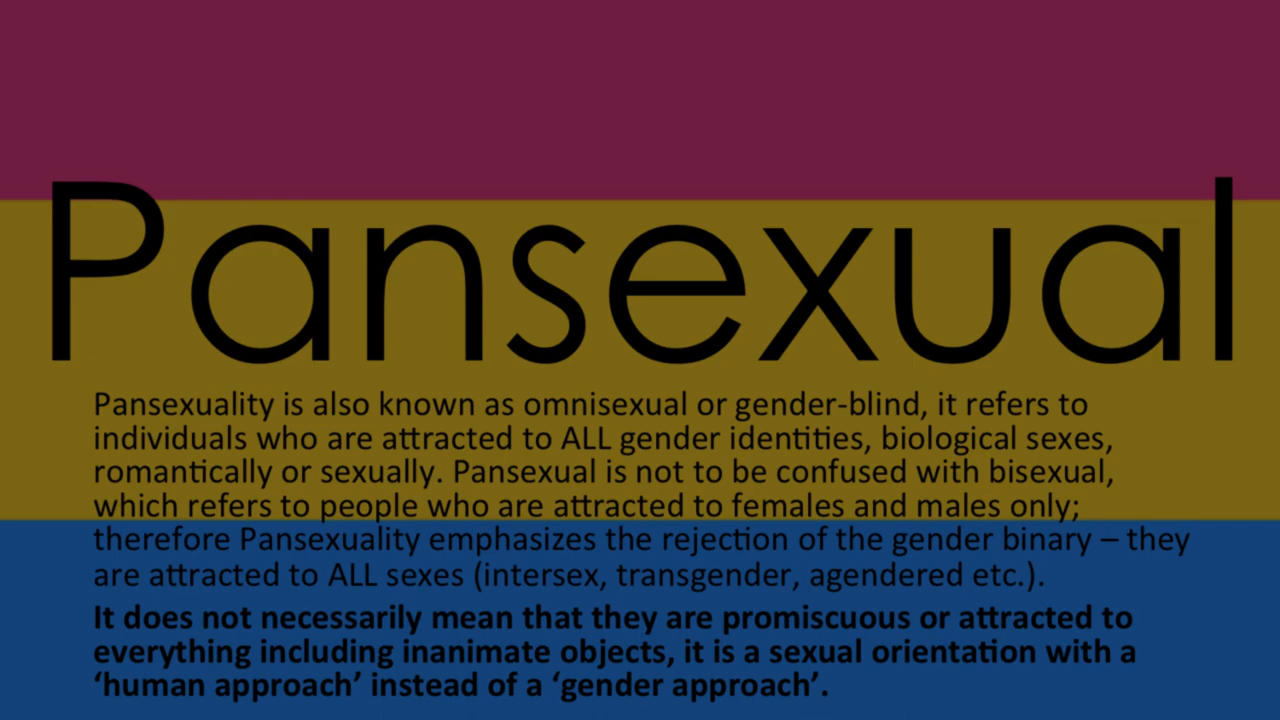 Pansexual
Pansexuality is also known as omnisexual or gender-blind, it refers to
individuals who are attracted to ALL gender identities, biological sexes,
romantically or sexually. Pansexual is not to be confused with bisexual,
which refers to people who are attracted to females and males only;
therefore Pansexuality emphasizes the rejection of the gender binary – they
are attracted to ALL sexes (intersex, transgender, agendered etc.).
It does not necessarily mean that they are promiscuous or attracted to
everything including inanimate objects, it is a sexual orientation with a
‘human approach’ instead of a ‘gender approach’.